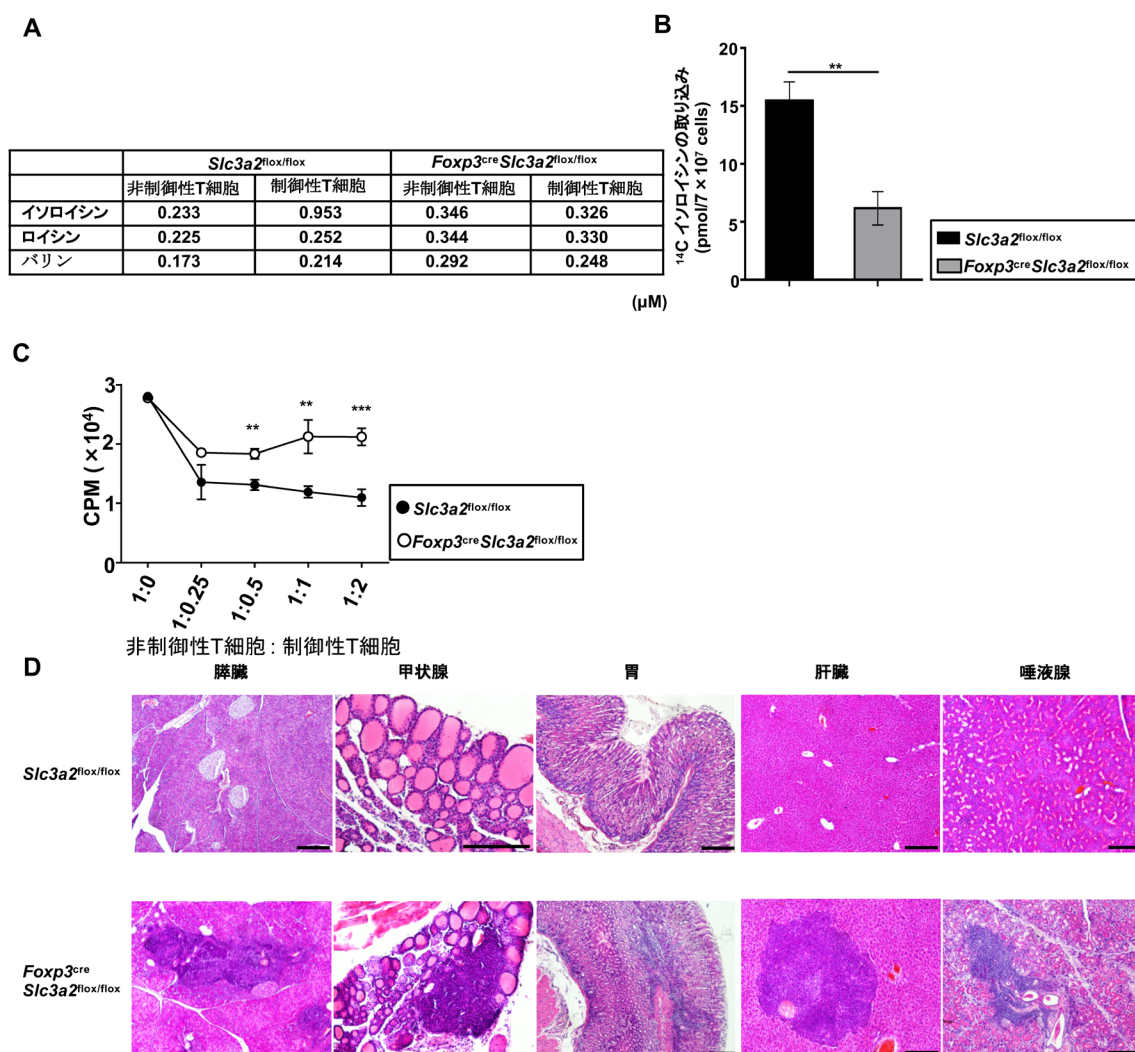 A
Slc3a2flox/flox Foxp3creSlc3a2flox/flox
非制御性T細胞 制御性T細胞 非制御性T細胞 制御性T細胞
イソロイシン 0.233 0.953 0.346 0.326
ロイシン 0.225 0.252 0.344 0.330
バリン 0.173 0.214 0.292 0.248
(μM)
B
14C イソロイシンの取り込み
(pmol/7×107 cells)
20
15
10
5
0
**
Slc3a2flox/flox
Foxp3creSlc3a2flox/flox
C
CPM (×104)
3
2
1
0
** ** ***
1:0 1:0.25 1:0.5 1:1 1:2
非制御性T細胞 : 制御性T細胞
Slc3a2flox/flox
Foxp3creSlc3a2flox/flox
D
膵臓 甲状腺 胃 肝臓 唾液腺
Slc3a2flox/flox
Foxp3cre
Slc3a2flox/flox